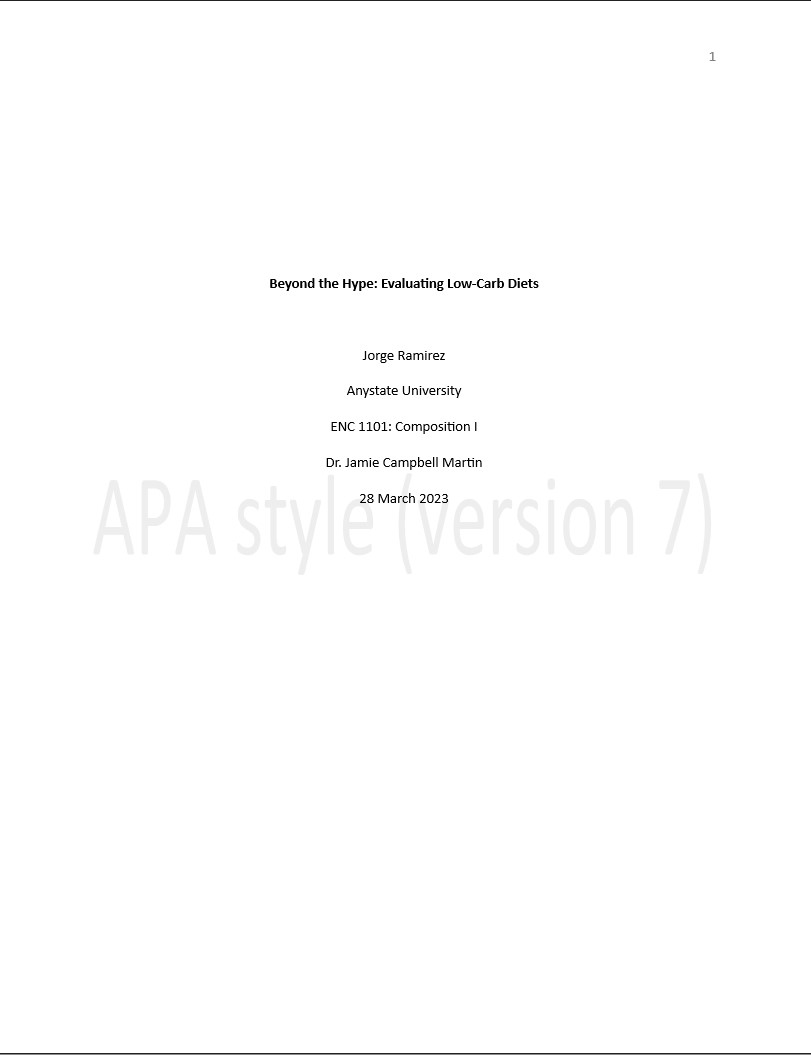 1
Beyond the Hype: Evaluating Low-Carb Diets
Jorge Ramirez
Anystate University
ENC 1101: Composition I
Dr. Jamie Campbell Martin
28 March 2023
APA style (version 7)